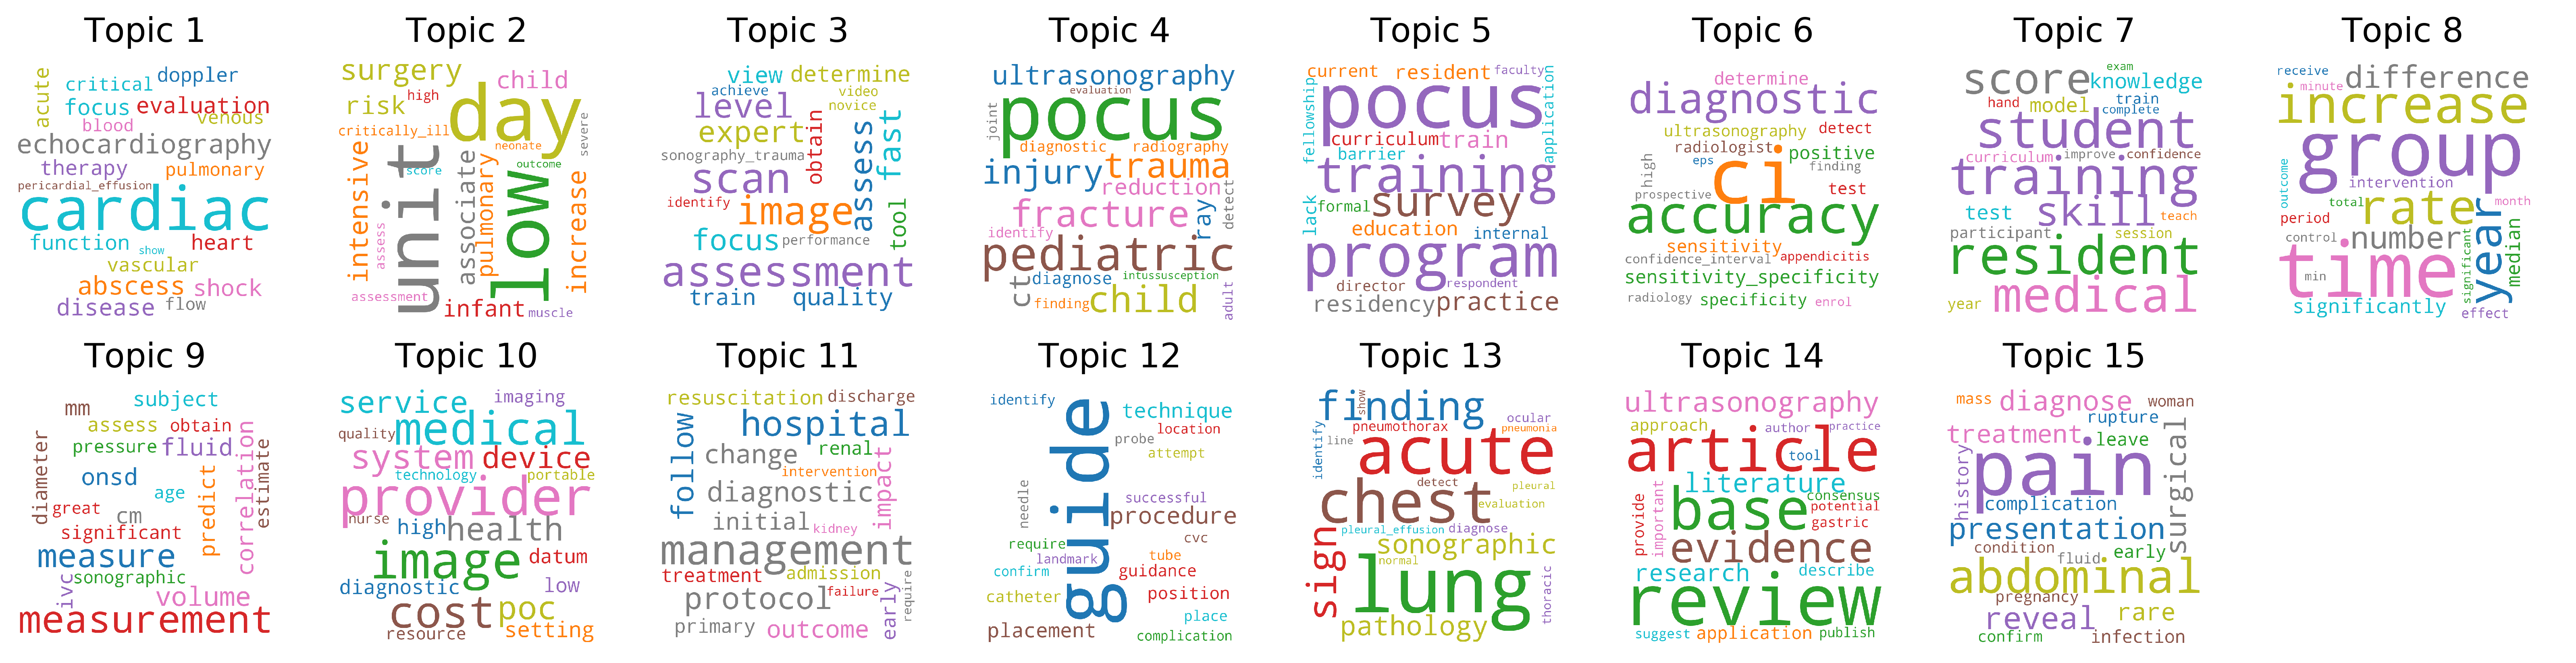 Topic 1
acute
critical
doppler
focus
evaluation
blood
venous
echocardiography
therapy
pulmonary
pericardial_effusion
cardiac
function
show
heart
vascular
abscess
shock
disease
flow
Topic 2
surgery
child
risk
high
day
critically_ill
severe
neonate
intensive
unit
score
associate
pulmonary
outcome
low
increase
assess
assessment
infant
muscle
Topic 3
view
determine
achieve
video
level
novice
expert
obtain
assess
fast
sonography_trauma
scan
identify
image
tool
focus
performance
assessment
train
quality
Topic 4
ultrasonography
evaluation
joint
pocus
diagnostic
radiography
injury
trauma
reduction
detect
fracture
ray
identify
pediatric
ct
diagnose
intussusception
finding
child
adult
Topic 5
current
resident
faculty
fellowship
pocus
application
curriculum
train
barrier
training
lack
formal
survey
education
internal
program
director
respondent
residency
practice
Topic 6
determine
diagnostic
ultrasonography
detect
radiologist
positive
high
eps
ci
finding
prospective
test
accuracy
sensitivity
confidence_interval
appendicitis
sensitivity_specificity
radiology
specificity
enrol
Topic 7
exam
score
knowledge
hand
model
train
complete
student
curriculum
improve
confidence
training
test
skill
teach
participant
session
resident
year
medical
Topic 8
receive
difference
minute
increase
group
outcome
intervention
total
rate
month
period
control
number
significant
year
median
time
min
significantly
effect
Topic 9
subject
mm
assess
obtain
pressure
fluid
diameter
correlation
estimate
onsd
age
predict
great
cm
significant
measure
ivc
sonographic
volume
measurement
Topic 10
service
imaging
quality
medical
system
device
technology
portable
provider
nurse
high
health
image
datum
diagnostic
low
cost
poc
resource
setting
Topic 11
resuscitation
discharge
follow
hospital
change
renal
impact
intervention
diagnostic
initial
kidney
management
treatment
admission
protocol
failure
early
require
primary
outcome
Topic 12
identify
guide
technique
location
probe
attempt
needle
successful
procedure
require
cvc
landmark
tube
confirm
guidance
catheter
position
placement
place
complication
Topic 13
finding
show
ocular
pneumothorax
pneumonia
identify
line
acute
detect
chest
pleural
evaluation
sign
pleural_effusion
diagnose
sonographic
normal
lung
thoracic
pathology
Topic 14
ultrasonography
approach
author
practice
article
tool
literature
provide
important
base
consensus
potential
gastric
evidence
research
describe
review
suggest
application
publish
Topic 15
mass
diagnose
woman
rupture
treatment
leave
surgical
history
pain
complication
presentation
condition
fluid
early
abdominal
pregnancy
reveal
rare
confirm
infection